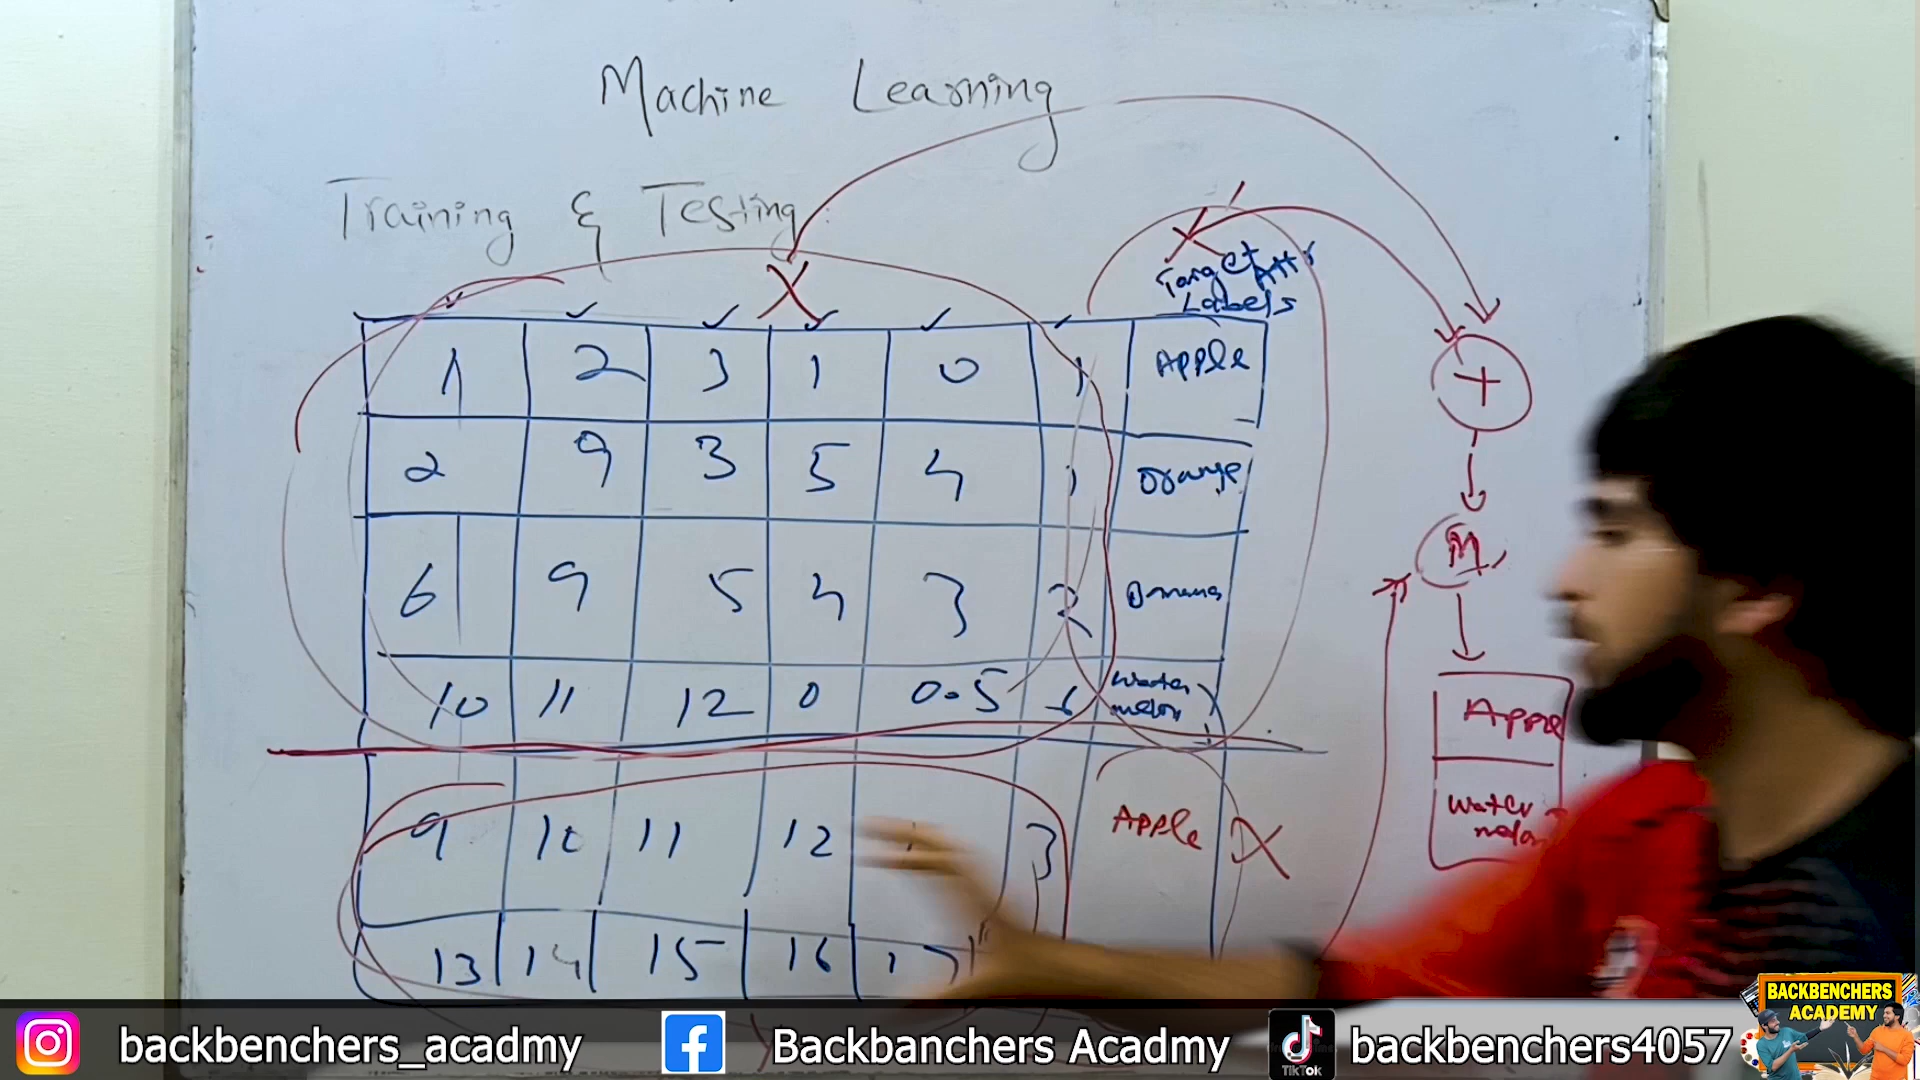 Machine Learning
Training & Testing:
X
X
Target Attr
Labels
1 2 3 1 0 1 Apple
2 9 3 5 4 1 Orange
6 9 5 4 3 2
10 11 12 0 0.5 Water
melon
9 10 11 12 3 Apple X
13 14 15 16
+
M
Apple
Water
melon
backbenchers_acadmy
Backbanchers Acadmy
TikTok
backbenchers4057
BACKBENCHERS
ACADEMY